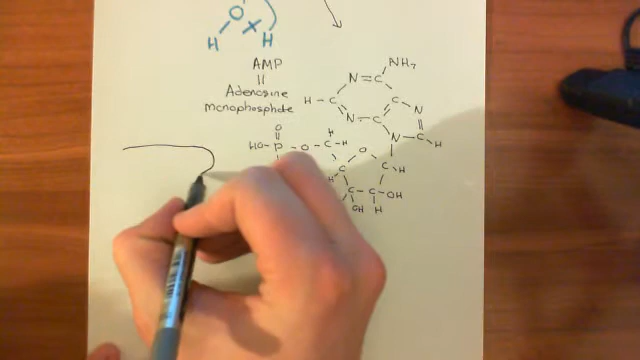 O
H H
AMP
=
Adenosine
monophosphate
NH₂
N=C
H-C C N
N-C C
N H
O
HO-P-O-C-H
H
O
C C H
H
C-C-OH
OH H